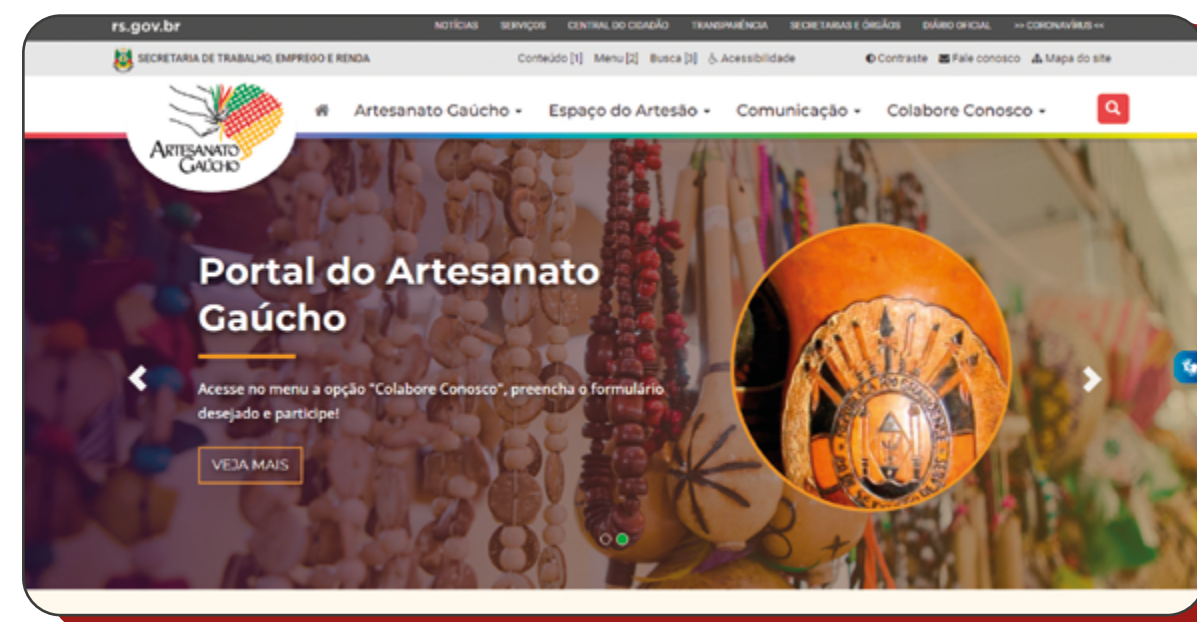 rs.gov.br
NOTÍCIAS SERVIÇOS CENTRAL DO CIDADÃO TRANSPARÊNCIA SECRETARIAS E ÓRGÃOS DIÁRIO OFICIAL >> CORONAVÍRUS <<
SECRETARIA DE TRABALHO, EMPREGO E RENDA
Conteúdo [1] Menu [2] Busca [3] Acessibilidade
Contraste Fale conosco Mapa do site
ARTESANATO
GAÚCHO
Artesanato Gaúcho Espaço do Artesão Comunicação Colabore Conosco
Portal do Artesanato
Gaúcho
Acesse no menu a opção "Colabore Conosco", preencha o formulário
desejado e participe!
VEJA MAIS